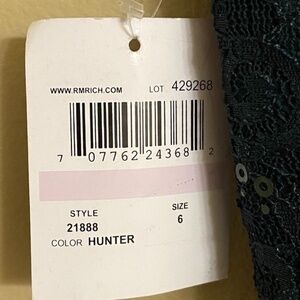 WWW.RMRICH.COM LOT 429268
7 07762 24368 2
STYLE SIZE
21888 6
COLOR HUNTER